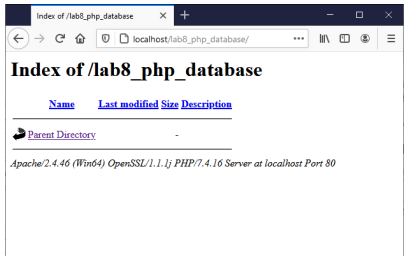 Index of /lab8_php_database
localhost/lab8_php_database/
Index of /lab8_php_database
Name Last modified Size Description
Parent Directory -
Apache/2.4.46 (Win64) OpenSSL/1.1.1j PHP/7.4.16 Server at localhost Port 80